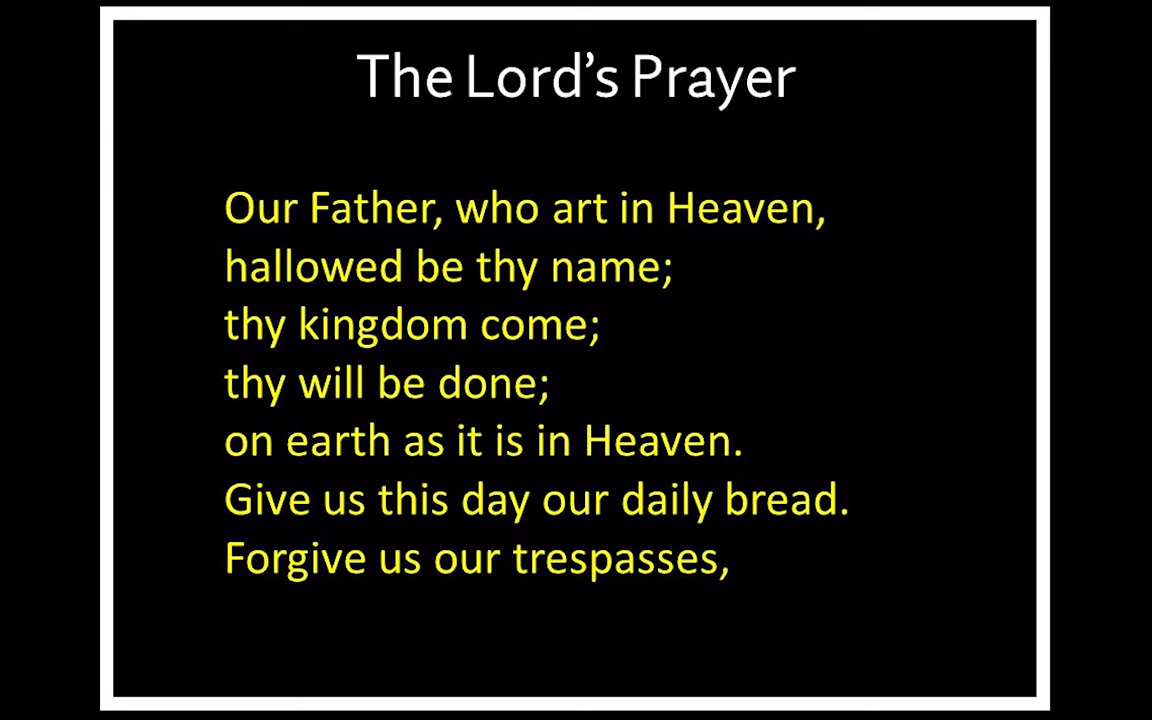 The Lord's Prayer
Our Father, who art in Heaven,
hallowed be thy name;
thy kingdom come;
thy will be done;
on earth as it is in Heaven.
Give us this day our daily bread.
Forgive us our trespasses,